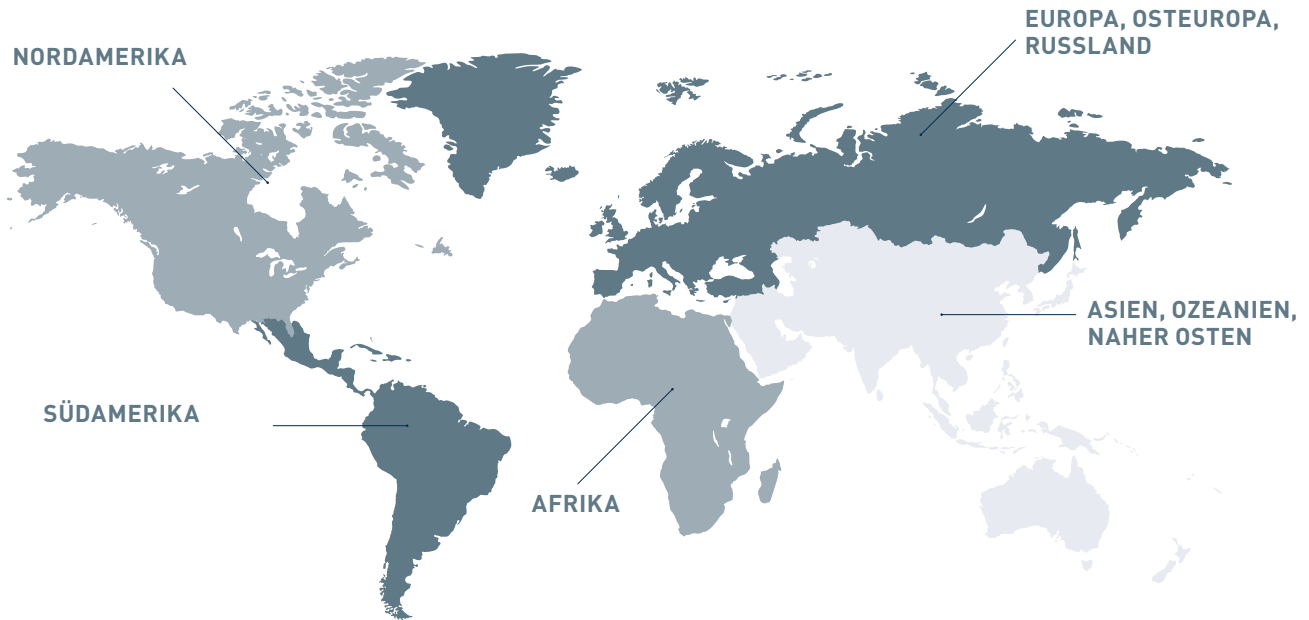 EUROPA, OSTEUROPA,
RUSSLAND
NORDAMERIKA
ASIEN, OZEANIEN,
NAHER OSTEN
SÜDAMERIKA
AFRIKA